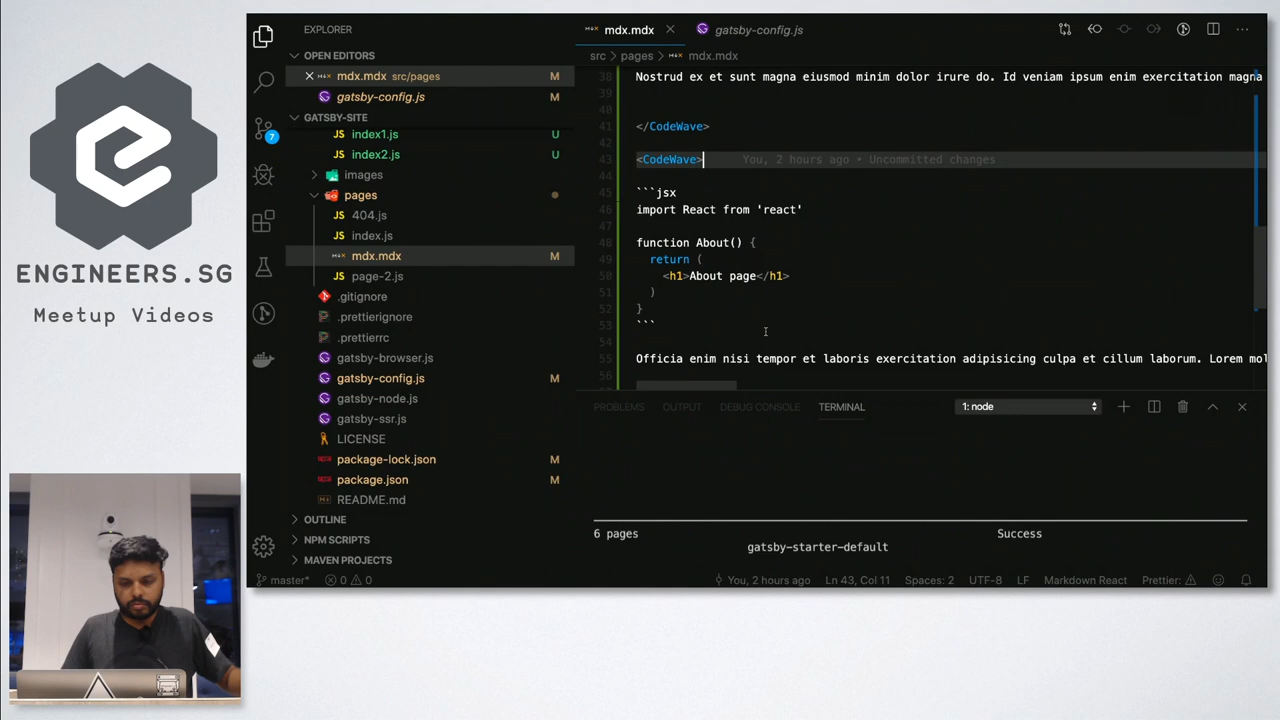 ENGINEERS.SG
Meetup Videos
EXPLORER
OPEN EDITORS
mdx.mdx src/pages M
gatsby-config.js M
GATSBY-SITE
index1.js U
index2.js U
images
pages
404.js
index.js
mdx.mdx M
page-2.js
.gitignore
.prettierignore
.prettierrc
gatsby-browser.js
gatsby-config.js M
gatsby-node.js
gatsby-ssr.js
LICENSE
package-lock.json M
package.json M
README.md
OUTLINE
NPM SCRIPTS
MAVEN PROJECTS
7
mdx.mdx gatsby-config.js
src pages mdx.mdx
38 Nostrud ex et sunt magna eiusmod minim dolor irure do. Id veniam ipsum enim exercitation magna
39
40
41 </CodeWave>
42
43 <CodeWave> You, 2 hours ago • Uncommitted changes
44
45 ```jsx
46 import React from 'react'
47
48 function About() {
49 return (
50 <h1>About page</h1>
51 )
52 }
53 ```
54
55 Officia enim nisi tempor et laboris exercitation adipisicing culpa et cillum laborum. Lorem mol
56
PROBLEMS OUTPUT DEBUG CONSOLE TERMINAL 1: node
6 pages Success
gatsby-starter-default
master* 0 0 You, 2 hours ago Ln 43, Col 11 Spaces: 2 UTF-8 LF Markdown React Prettier: